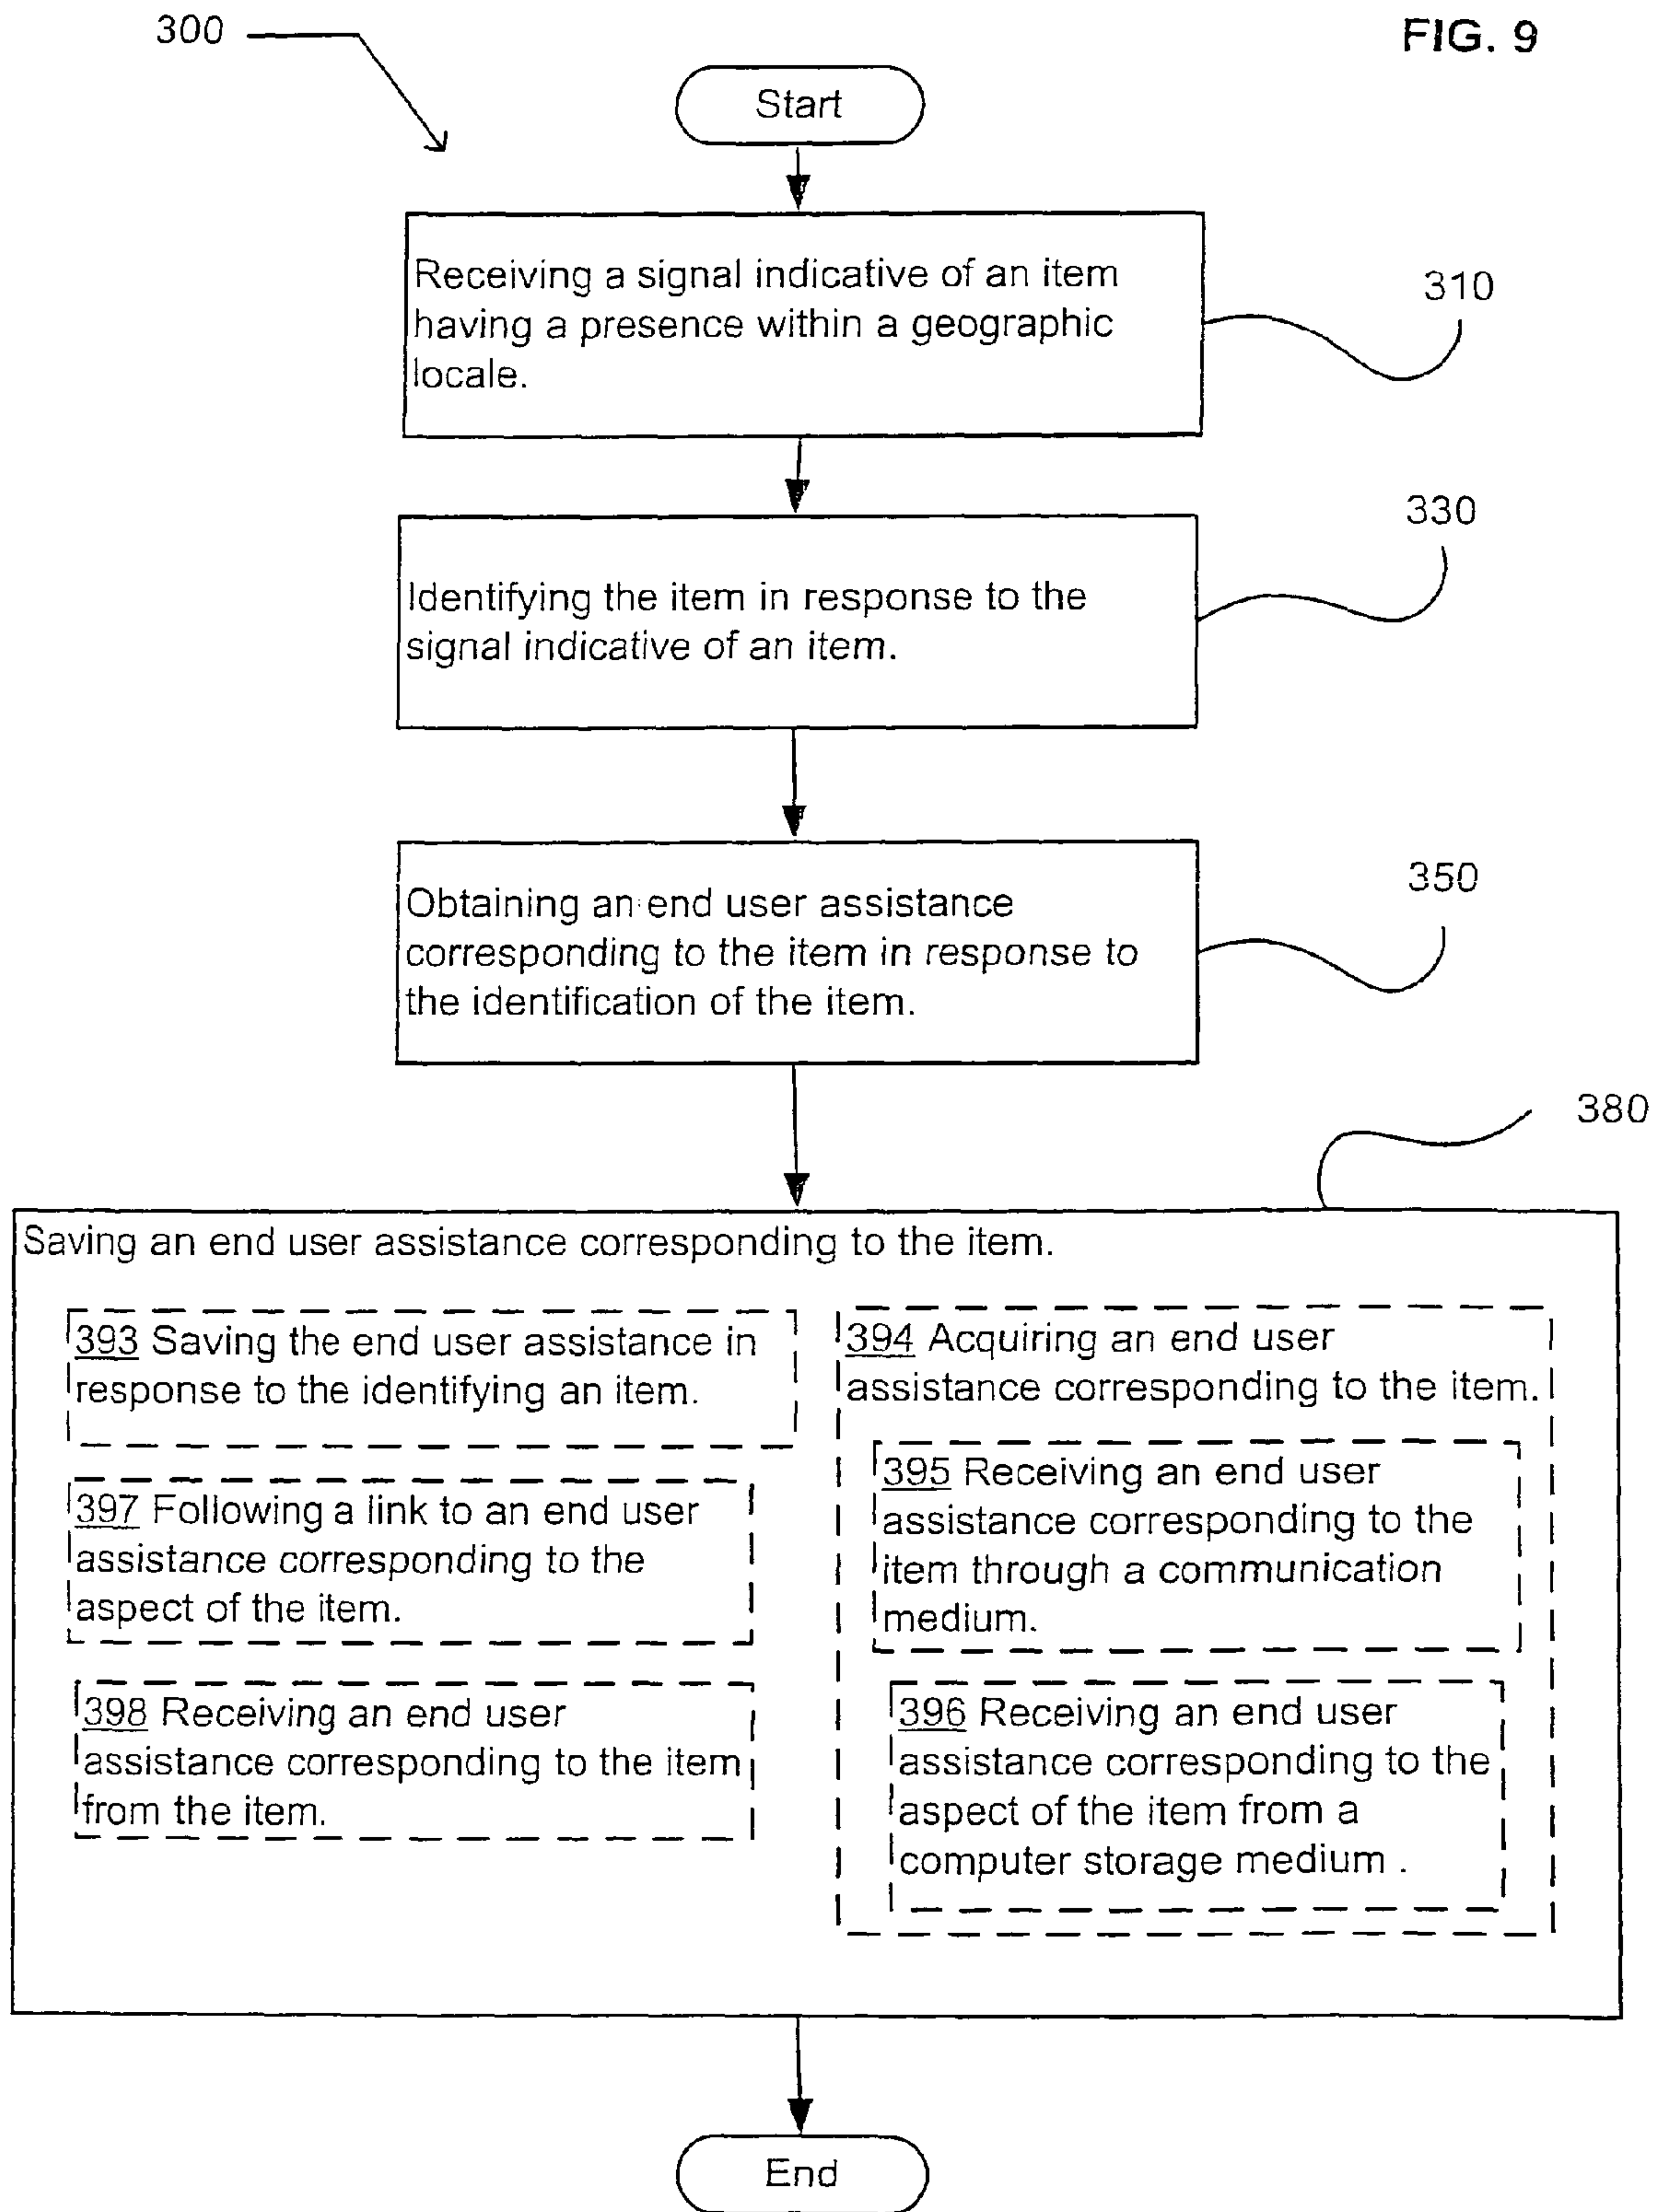 300
FIG. 9
Start
Receiving a signal indicative of an item
having a presence within a geographic
locale.
310
Identifying the item in response to the
signal indicative of an item.
330
Obtaining an end user assistance
corresponding to the item in response to
the identification of the item.
350
380
Saving an end user assistance corresponding to the item.
393 Saving the end user assistance in
response to the identifying an item.
397 Following a link to an end user
assistance corresponding to the
aspect of the item.
398 Receiving an end user
assistance corresponding to the item
from the item.
394 Acquiring an end user
assistance corresponding to the item.
395 Receiving an end user
assistance corresponding to the
item through a communication
medium.
396 Receiving an end user
assistance corresponding to the
aspect of the item from a
computer storage medium .
End